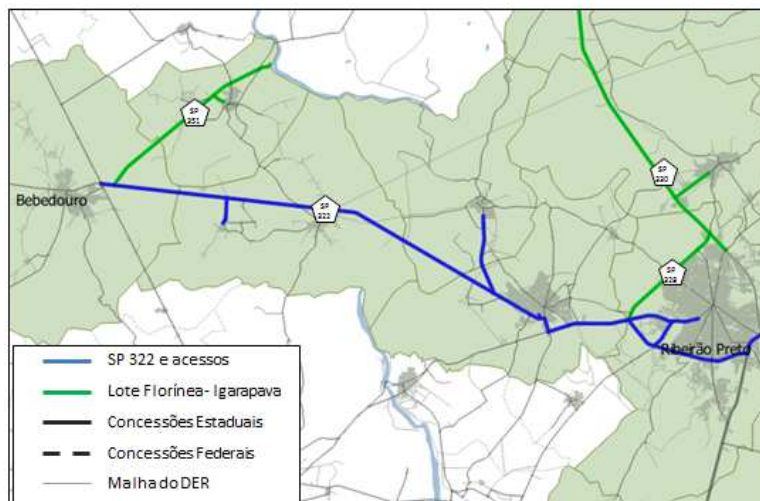 SP
351
SP
330
Bebedouro
SP
322
SP
328
Ribeirão Preto
SP 322 e acessos
Lote Florínea- Igarapava
Concessões Estaduais
Concessões Federais
Malha do DER